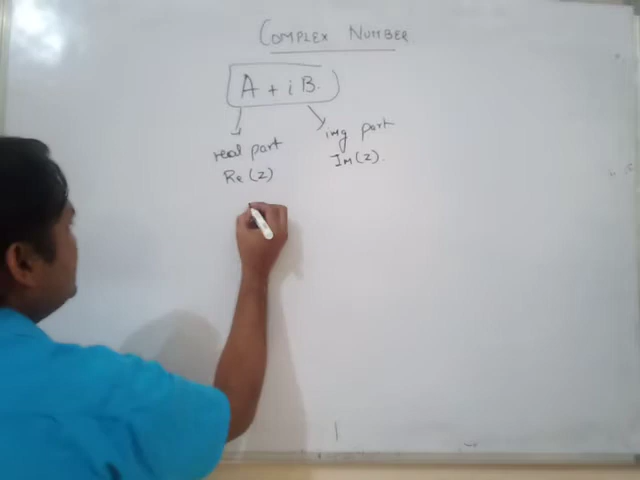 COMPLEX NUMBER
A + i B.
real part
Re (z)
img part
Im (z).